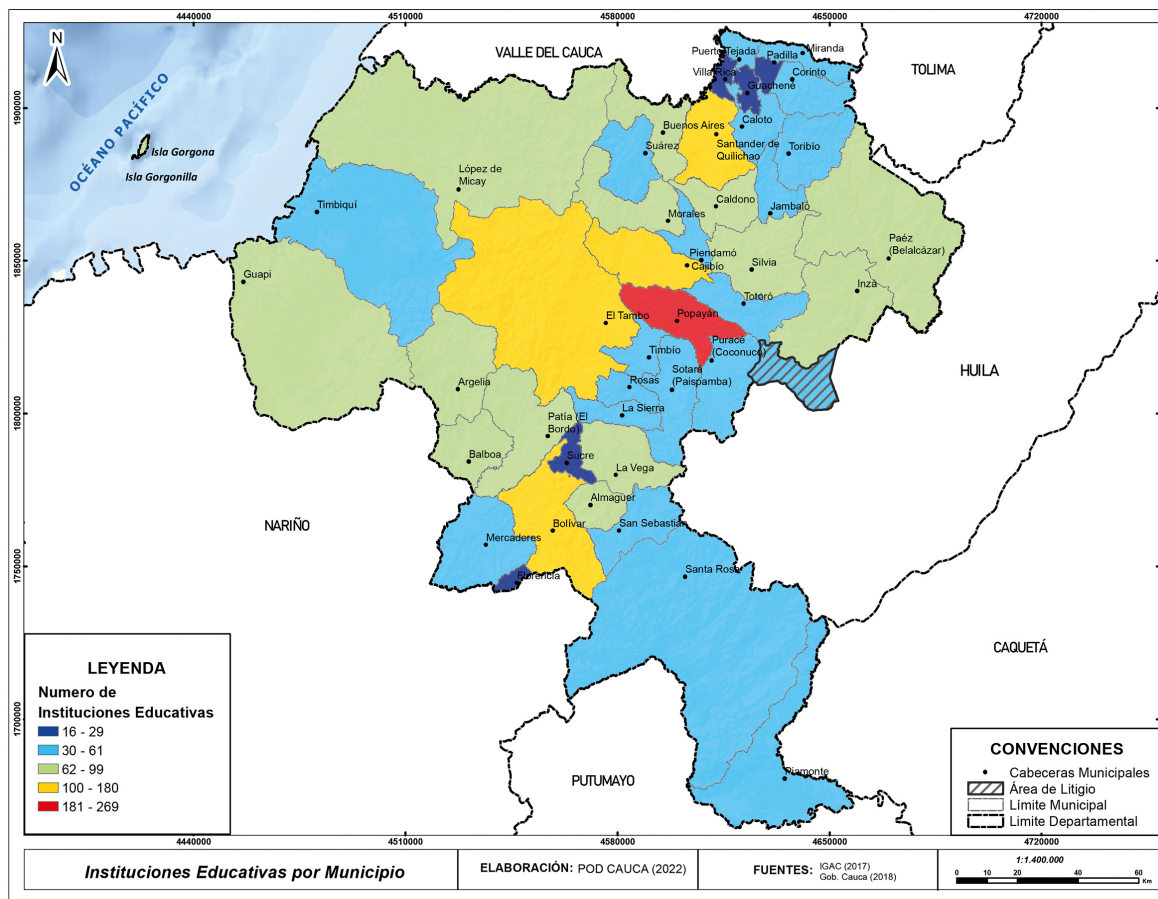 4440000
4510000
4580000
4650000
4720000
N
VALLE DEL CAUCA
TOLIMA
OCÉANO PACÍFICO
Isla Gorgona
Isla Gorgonilla
1900000
1850000
1800000
1750000
1700000
Puerto Tejada
Padilla
Miranda
Villa Rica
Guachené
Corinto
Caloto
Buenos Aires
Santander de
Quilichao
Suárez
Toribío
López de
Micay
Timbiquí
Caldono
Jambaló
Morales
Piendamó
Cajibío
Silvia
Paéz
(Belalcázar)
Guapi
Inzá
Totoró
El Tambo
Popayán
Puracé
(Coconuco)
Timbío
Sotará
(Paispamba)
Rosas
La Sierra
HUILA
Argelia
Patía (El
Bordo)
Balboa
Sucre
La Vega
Almaguer
Bolívar
San Sebastián
NARIÑO
Mercaderes
Florencia
Santa Rosa
CAQUETÁ
PUTUMAYO
Piamonte
LEYENDA
Numero de
Instituciones Educativas
16 - 29
30 - 61
62 - 99
100 - 180
181 - 269
CONVENCIONES
Cabeceras Municipales
Área de Litigio
Límite Municipal
Limite Departamental
4440000
4510000
4580000
4650000
4720000
Instituciones Educativas por Municipio
ELABORACIÓN: POD CAUCA (2022)
FUENTES: IGAC (2017)
Gob. Cauca (2018)
1:1.400.000
0 10 20 40 60
Km